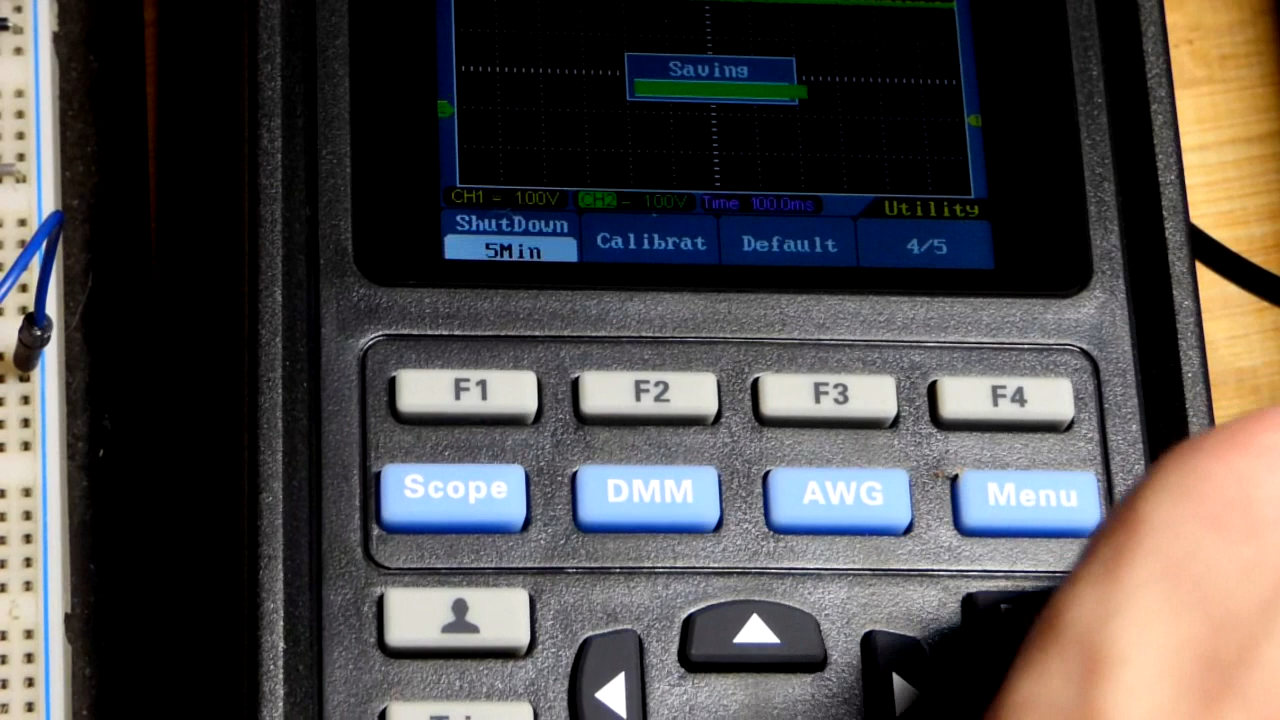 Saving
CH1 - 100V CH2 - 100V Time 100.0ms Utility
ShutDown Calibrat Default 4/5
5Min
F1 F2 F3 F4
Scope DMM AWG Menu